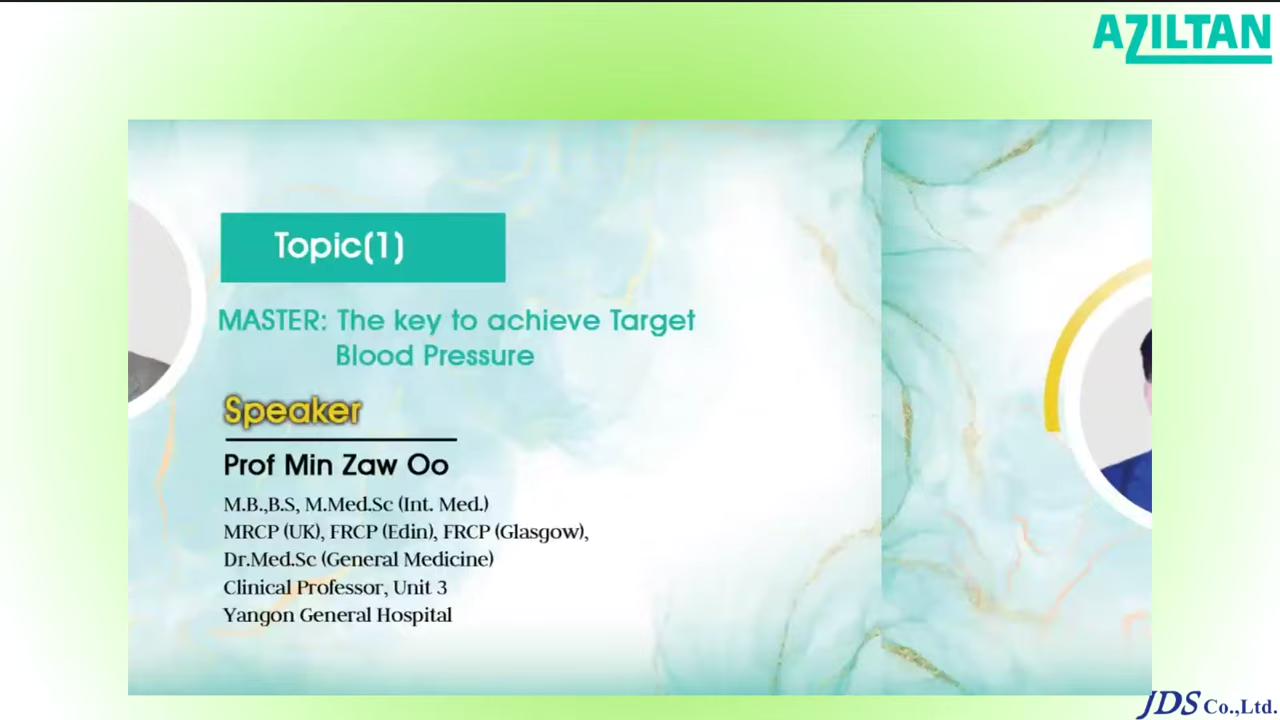 AZILTAN
Topic(1)
MASTER: The key to achieve Target
Blood Pressure
Speaker
Prof Min Zaw Oo
M.B.,B.S, M.Med.Sc (Int. Med.)
MRCP (UK), FRCP (Edin), FRCP (Glasgow),
Dr.Med.Sc (General Medicine)
Clinical Professor, Unit 3
Yangon General Hospital
JDS Co.,Ltd.